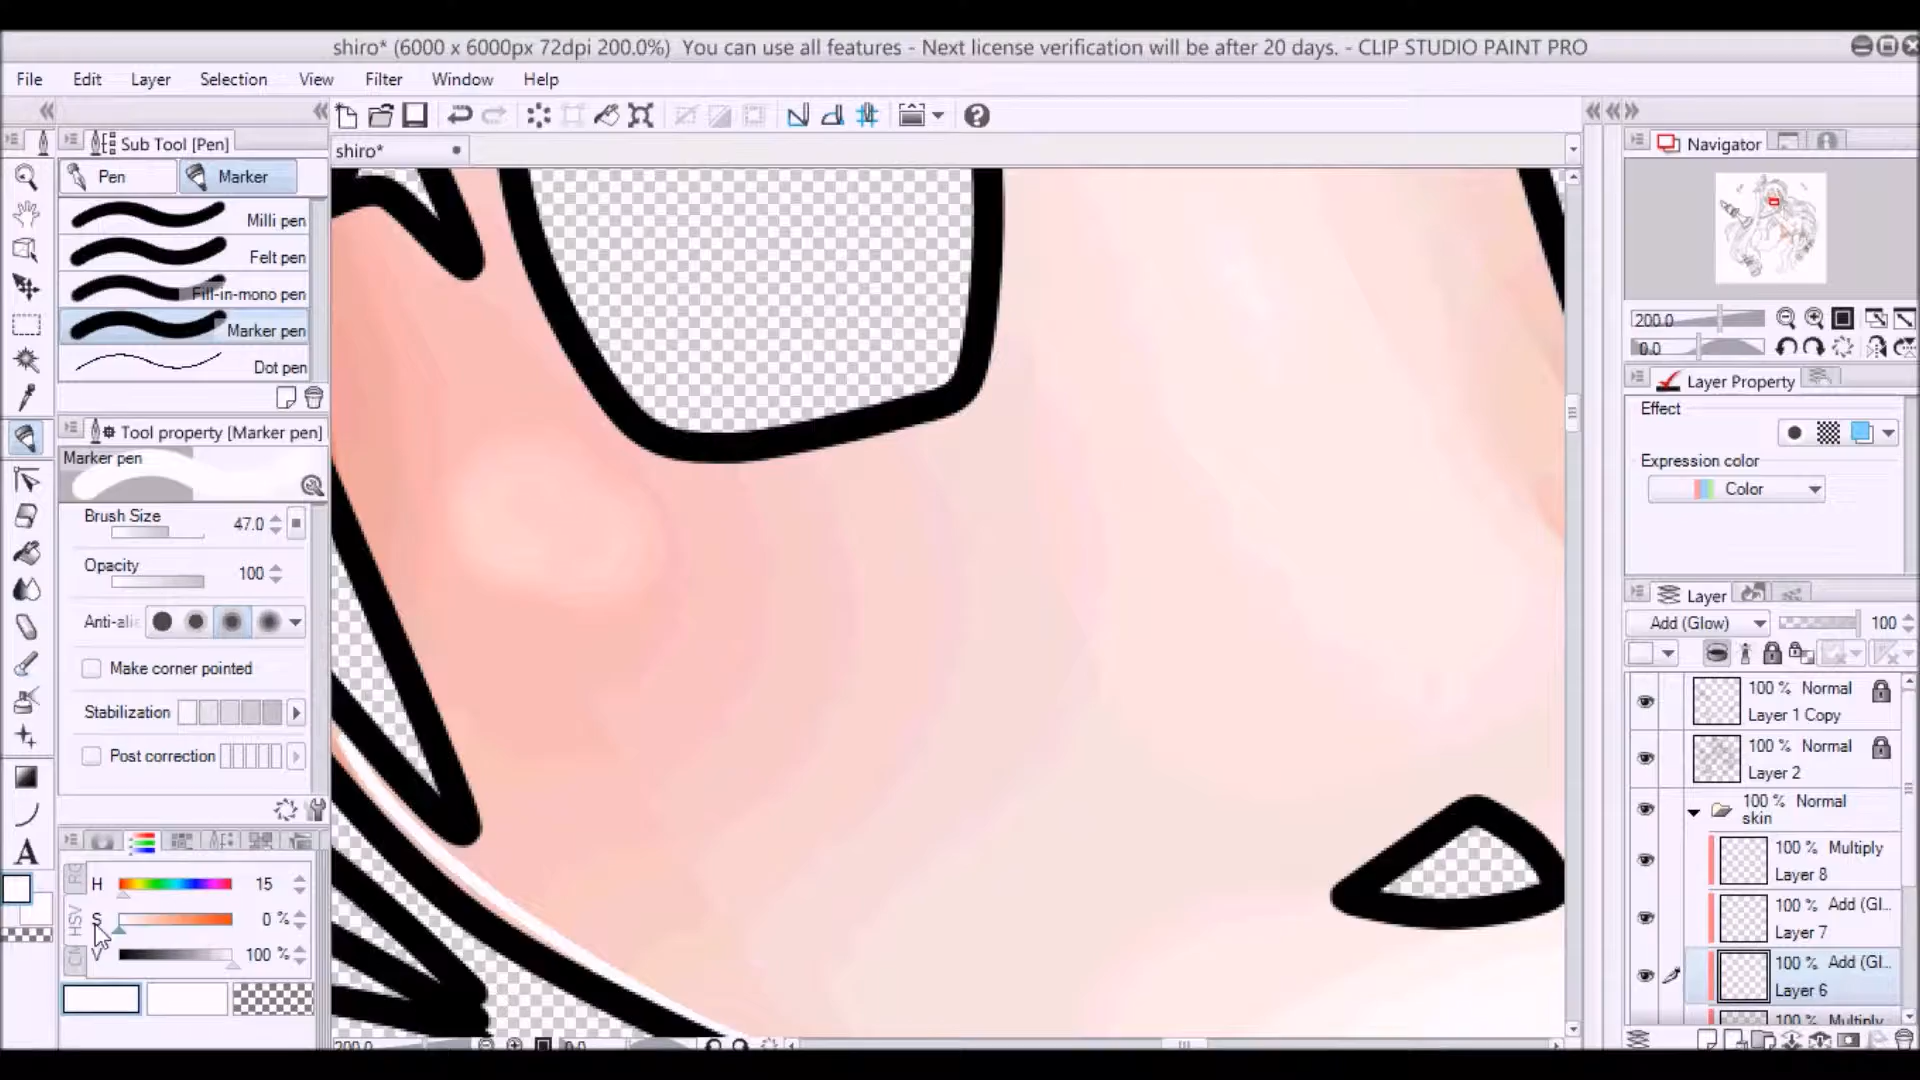 shiro* (6000 x 6000px 72dpi 200.0%)  You can use all features - Next license verification will be after 20 days. - CLIP STUDIO PAINT PRO
File Edit Layer Selection View Filter Window Help
Sub Tool [Pen]
Pen Marker
Milli pen
Felt pen
Fill-in-mono pen
Marker pen
Dot pen
Tool property [Marker pen]
Marker pen
Brush Size 47.0
Opacity 100
Anti-ali
Make corner pointed
Stabilization
Post correction
H 15
S 0 %
V 100 %
HSV
A
shiro*
200.0 0.0
Navigator
200.0
0.0
Layer Property
Effect
Expression color
Color
Layer
Add (Glow) 100
100 % Normal
Layer 1 Copy
100 % Normal
Layer 2
100 % Normal
skin
100 % Multiply
Layer 8
100 % Add (Gl...
Layer 7
100 % Add (Gl...
Layer 6
100 % Multiply